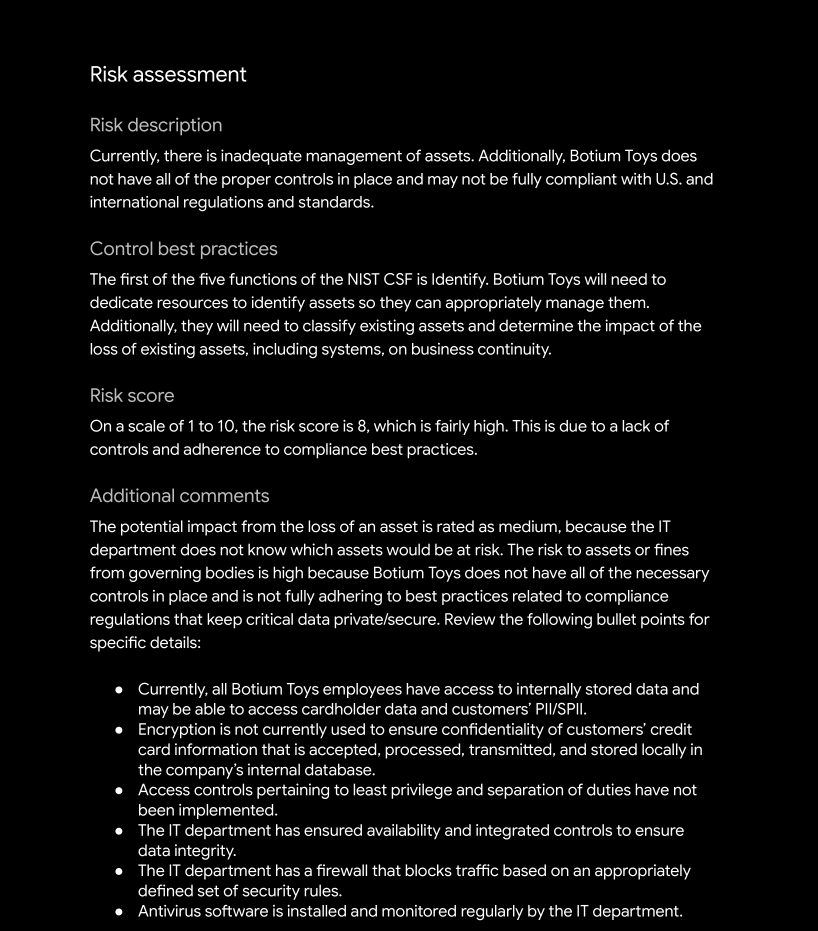 Risk assessment
Risk description
Currently, there is inadequate management of assets. Additionally, Botium Toys does
not have all of the proper controls in place and may not be fully compliant with U.S. and
international regulations and standards.
Control best practices
The first of the five functions of the NIST CSF is Identify. Botium Toys will need to
dedicate resources to identify assets so they can appropriately manage them.
Additionally, they will need to classify existing assets and determine the impact of the
loss of existing assets, including systems, on business continuity.
Risk score
On a scale of 1 to 10, the risk score is 8, which is fairly high. This is due to a lack of
controls and adherence to compliance best practices.
Additional comments
The potential impact from the loss of an asset is rated as medium, because the IT
department does not know which assets would be at risk. The risk to assets or fines
from governing bodies is high because Botium Toys does not have all of the necessary
controls in place and is not fully adhering to best practices related to compliance
regulations that keep critical data private/secure. Review the following bullet points for
specific details:
● Currently, all Botium Toys employees have access to internally stored data and
may be able to access cardholder data and customers’ PII/SPII.
● Encryption is not currently used to ensure confidentiality of customers’ credit
card information that is accepted, processed, transmitted, and stored locally in
the company’s internal database.
● Access controls pertaining to least privilege and separation of duties have not
been implemented.
● The IT department has ensured availability and integrated controls to ensure
data integrity.
● The IT department has a firewall that blocks traffic based on an appropriately
defined set of security rules.
● Antivirus software is installed and monitored regularly by the IT department.